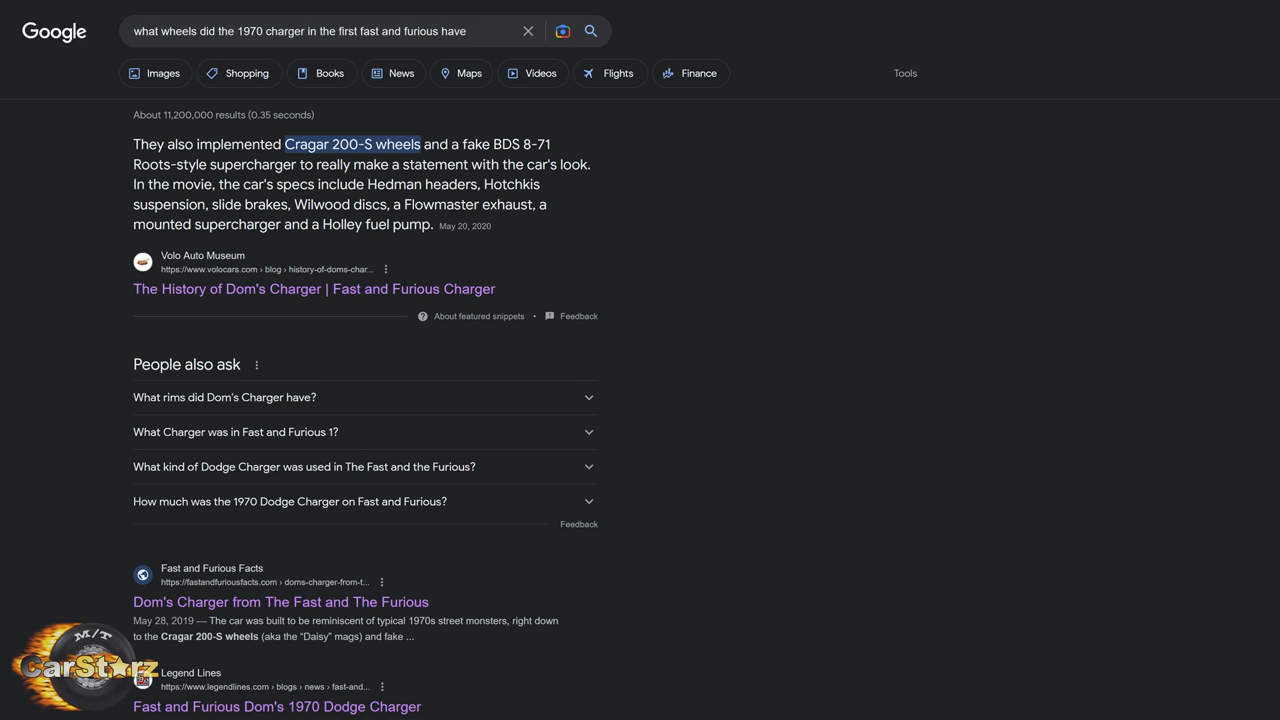 Google
what wheels did the 1970 charger in the first fast and furious have
Images
Shopping
Books
News
Maps
Videos
Flights
Finance
Tools
About 11,200,000 results (0.35 seconds)
They also implemented Cragar 200-S wheels and a fake BDS 8-71
Roots-style supercharger to really make a statement with the car's look.
In the movie, the car's specs include Hedman headers, Hotchkis
suspension, slide brakes, Wilwood discs, a Flowmaster exhaust, a
mounted supercharger and a Holley fuel pump. May 20, 2020
Volo Auto Museum
https://www.volocars.com › blog › history-of-doms-char...
The History of Dom's Charger | Fast and Furious Charger
About featured snippets • Feedback
People also ask
What rims did Dom's Charger have?
What Charger was in Fast and Furious 1?
What kind of Dodge Charger was used in The Fast and the Furious?
How much was the 1970 Dodge Charger on Fast and Furious?
Feedback
Fast and Furious Facts
https://fastandfuriousfacts.com › doms-charger-from-t...
Dom's Charger from The Fast and The Furious
May 28, 2019 — The car was built to be reminiscent of typical 1970s street monsters, right down
to the Cragar 200-S wheels (aka the “Daisy” mags) and fake ...
M/T
CarStarz
Legend Lines
https://www.legendlines.com › blogs › news › fast-and...
Fast and Furious Dom's 1970 Dodge Charger